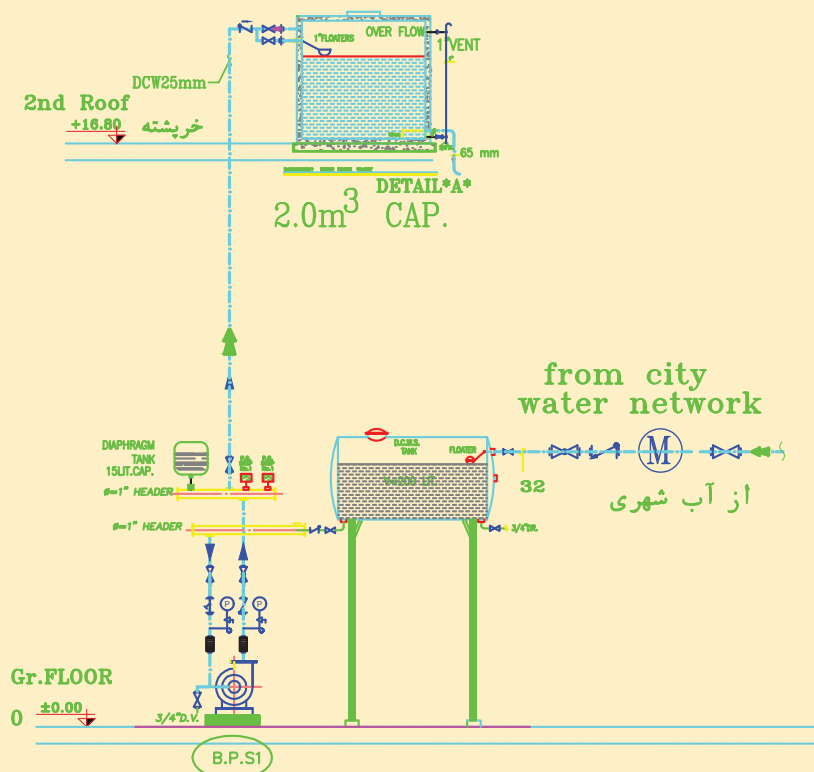 OVER FLOW
1"FLOATERS
1"VENT
DCW25mm
2nd Roof
+16.80
خرپشته
65 mm
DETAIL"A"
2.0m3 CAP.
from city
water network
DIAPHRAGM
TANK
15LIT.CAP.
D.C.W.S.
TANK
FLOATER
M
32
از آب شهری
ø=1" HEADER
ø=1" HEADER
3/4"DR.
P
P
Gr.FLOOR
0
±0.00
3/4"D.V.
B.P.S1